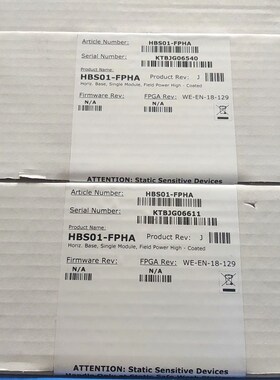 Article Number: HBS01-FPHA
Serial Number: KTBJG06540
Product Name:
HBS01-FPHA Product Rev: J
Horiz. Base, Single Module, Field Power High - Coated
Firmware Rev: FPGA Rev: WE-EN-18-129
N/A N/A
ATTENTION: Static Sensitive Devices
Article Number: HBS01-FPHA
Serial Number: KTBJG06611
Product Name:
HBS01-FPHA Product Rev: J
Horiz. Base, Single Module, Field Power High - Coated
Firmware Rev: FPGA Rev: WE-EN-18-129
N/A N/A
ATTENTION: Static Sensitive Devices